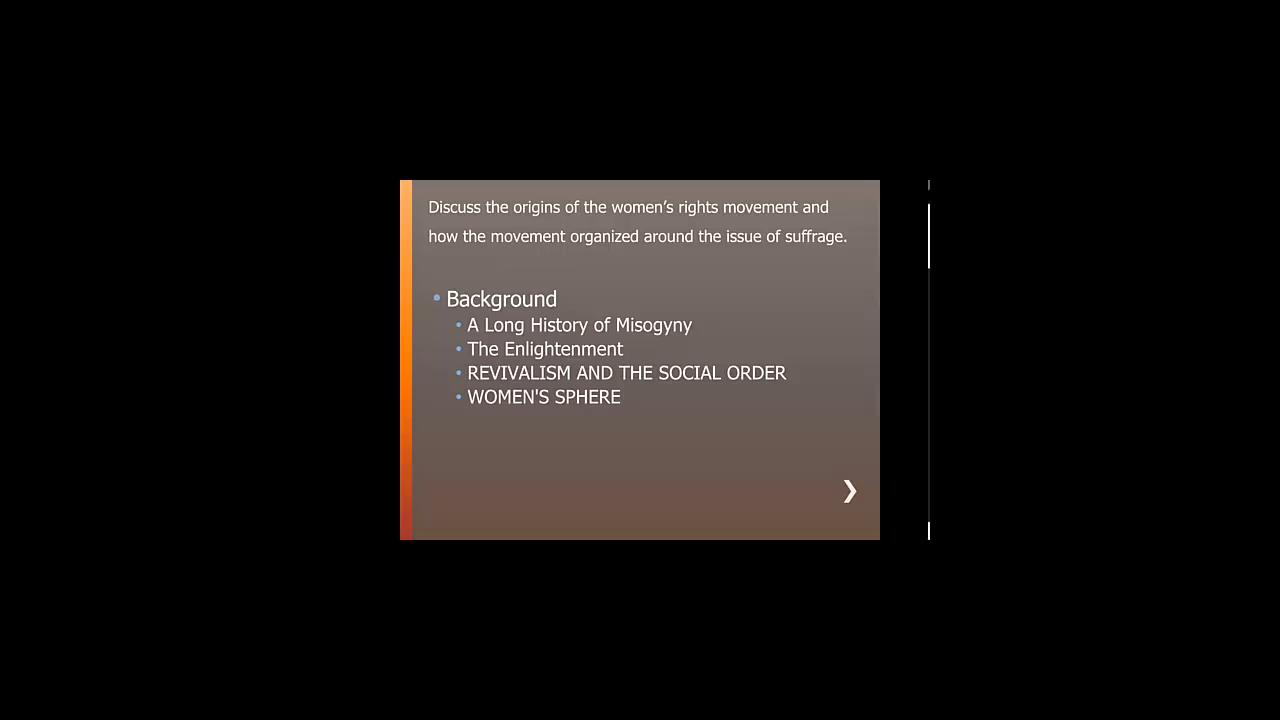 Discuss the origins of the women’s rights movement and
how the movement organized around the issue of suffrage.
• Background
• A Long History of Misogyny
• The Enlightenment
• REVIVALISM AND THE SOCIAL ORDER
• WOMEN'S SPHERE